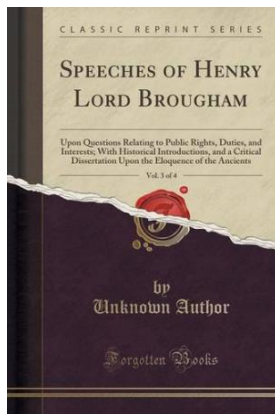 CLASSIC REPRINT SERIES
SPEECHES OF HENRY
LORD BROUGHAM
Upon Questions Relating to Public Rights, Duties, and
Interests; With Historical Introductions, and a Critical
Dissertation Upon the Eloquence of the Ancients
Vol. 3 of 4
by
Unknown Author
Forgotten Books